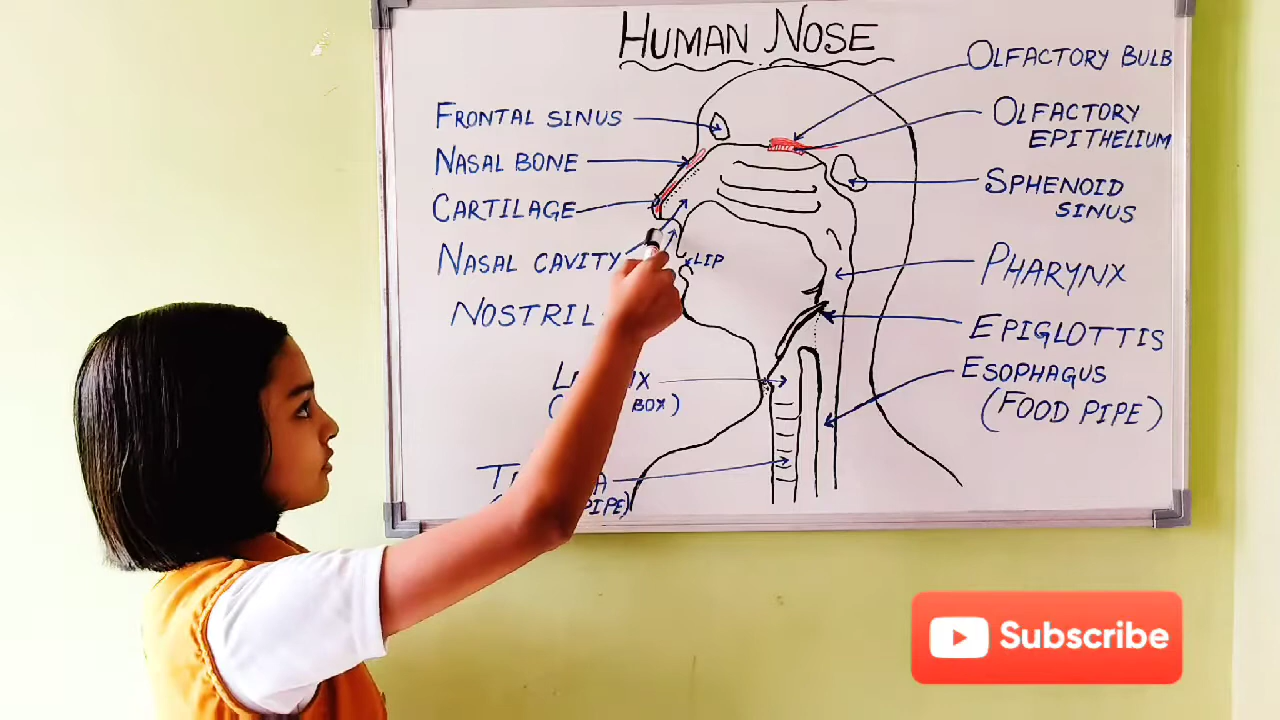 HUMAN NOSE
FRONTAL SINUS
NASAL BONE
CARTILAGE
NASAL CAVITY
NOSTRIL
BOX)
PIPE)
LIP
OLFACTORY BULB
OLFACTORY
EPITHELIUM
SPHENOID
SINUS
PHARYNX
EPIGLOTTIS
ESOPHAGUS
(FOOD PIPE)
Subscribe